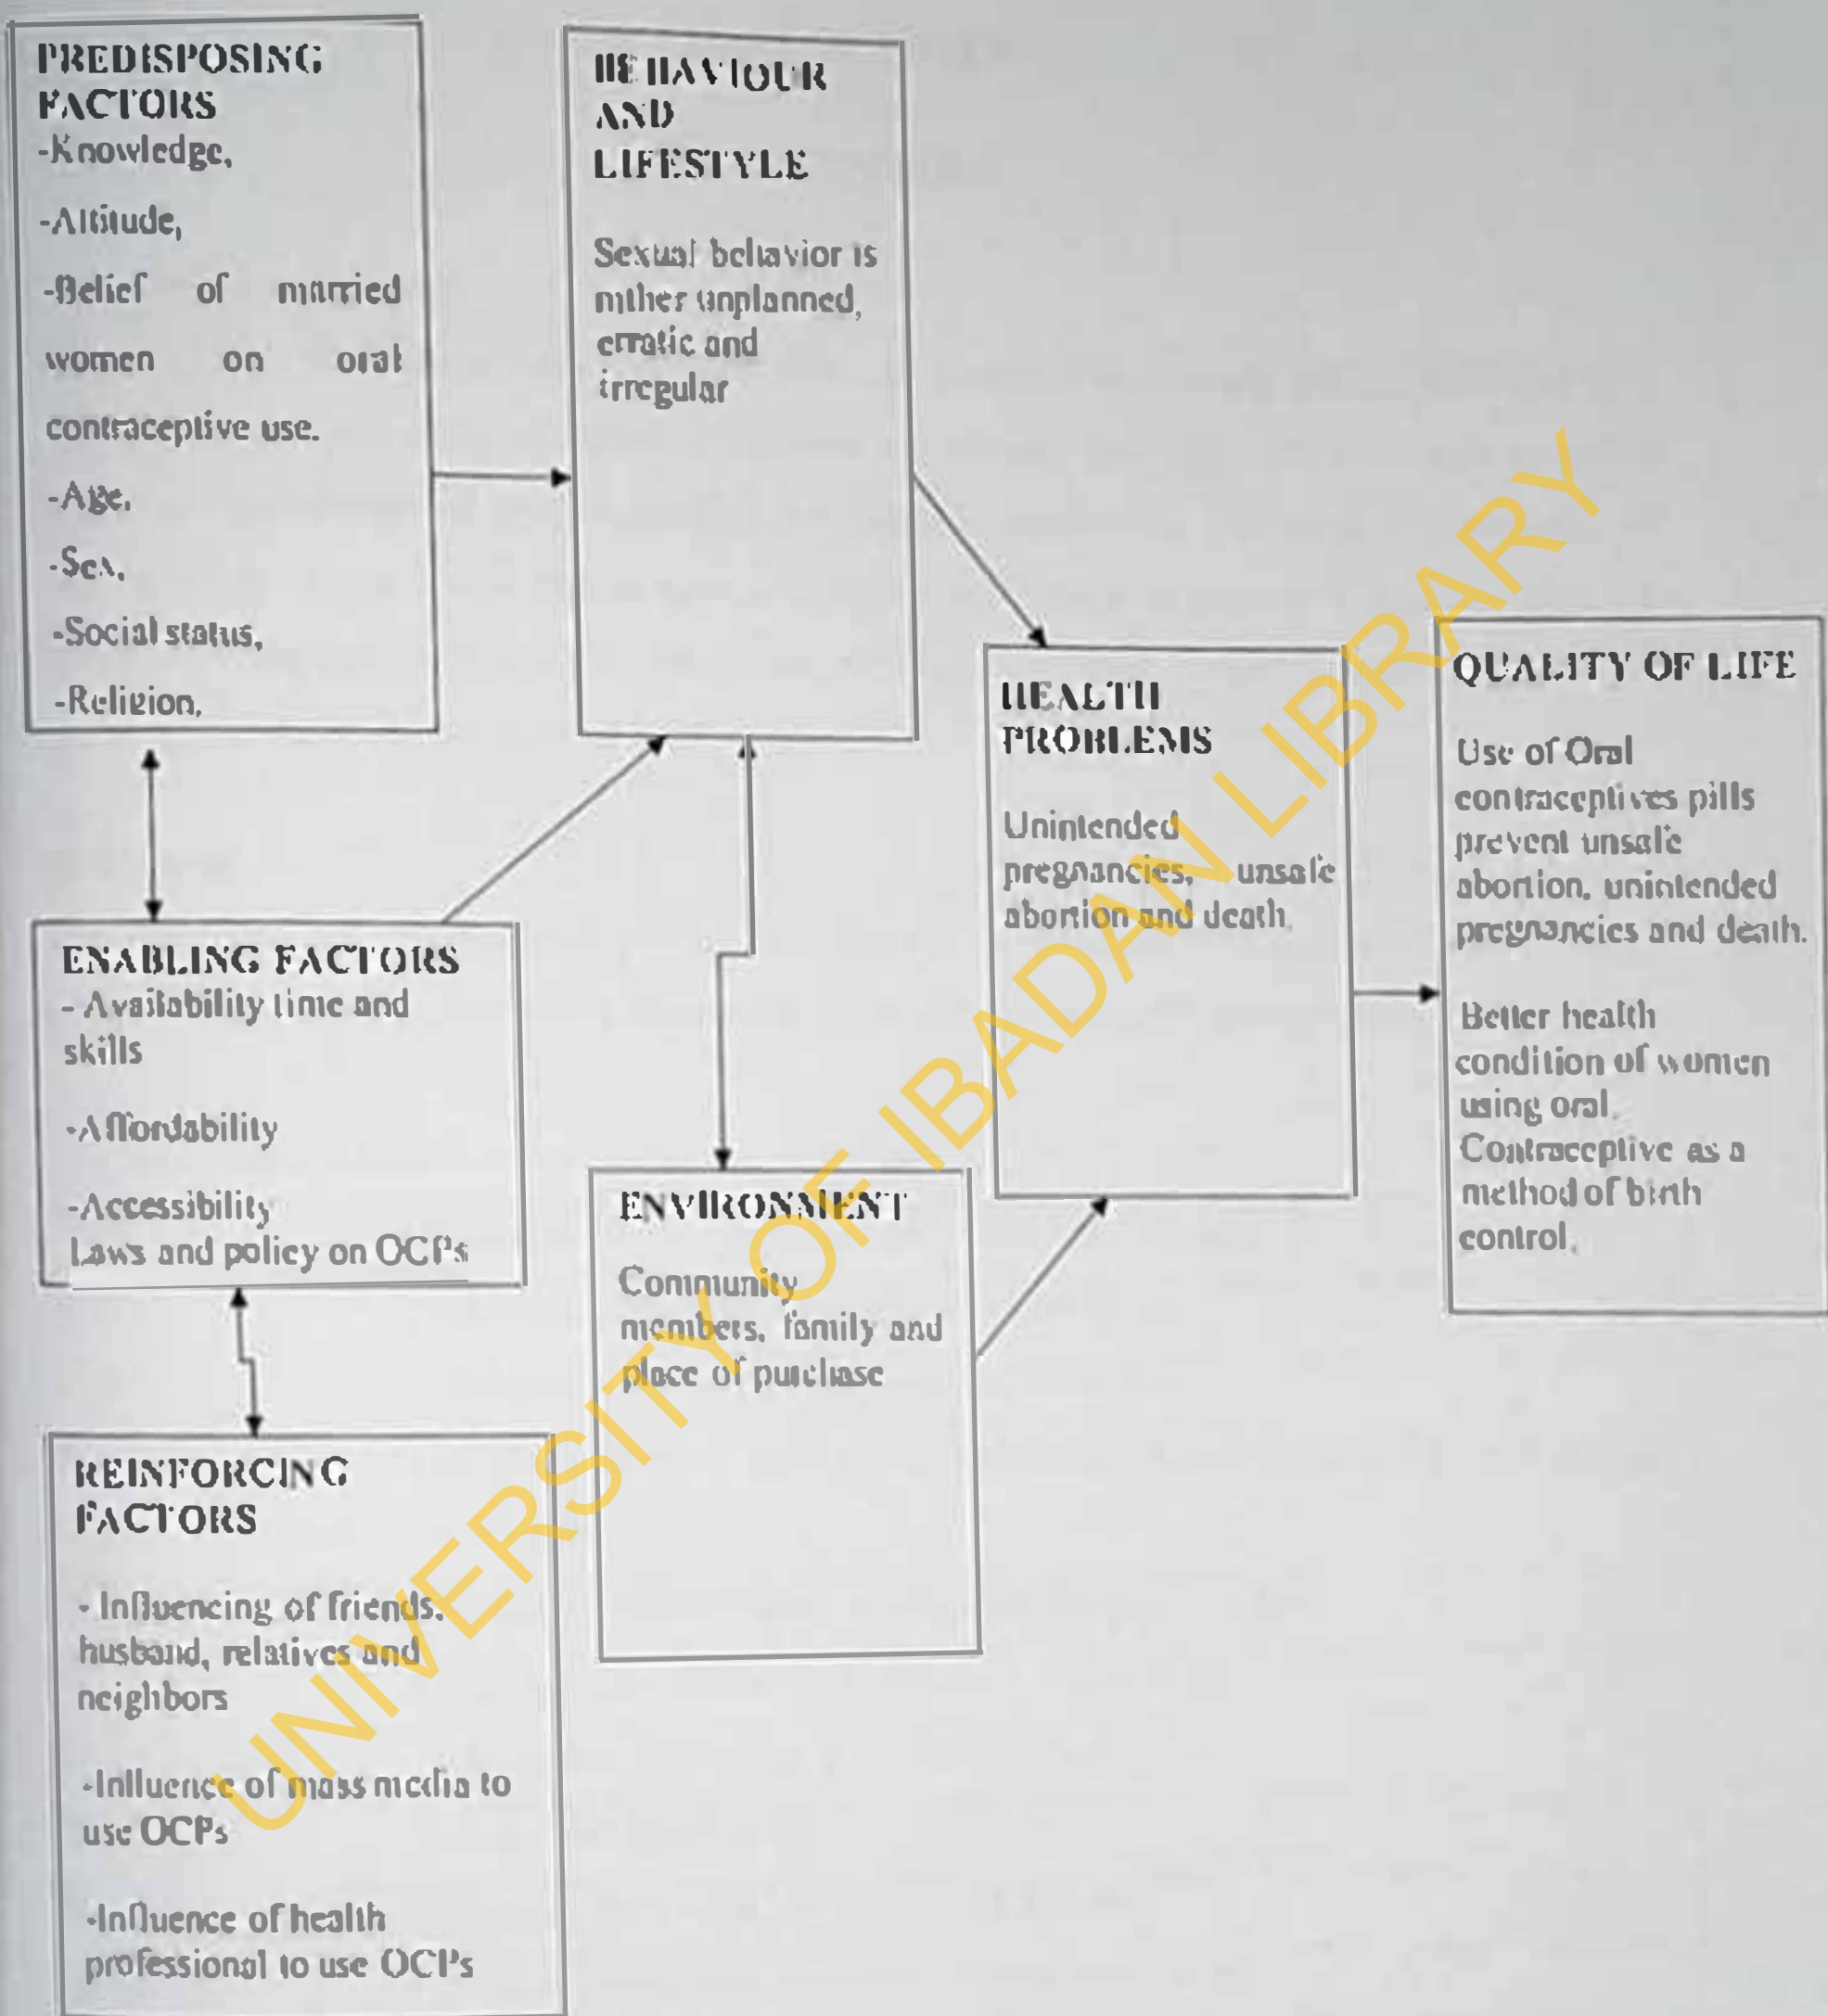 PREDISPOSING
FACTORS
-Knowledge,
-Attitude,
-Belief of married
women on oral
contraceptive use.
-Age,
-Sex,
-Social status,
-Religion,
BEHAVIOUR
AND
LIFESTYLE
Sexual behavior is
rather unplanned,
erratic and
irregular
ENABLING FACTORS
- Availability time and
skills
-Affordability
-Accessibility
Laws and policy on OCPs
REINFORCING
FACTORS
- Influencing of friends,
husband, relatives and
neighbors
-Influence of mass media to
use OCPs
-Influence of health
professional to use OCPs
ENVIRONMENT
Community
members, family and
place of purchase
HEALTH
PROBLEMS
Unintended
pregnancies, unsafe
abortion and death.
QUALITY OF LIFE
Use of Oral
contraceptives pills
prevent unsafe
abortion, unintended
pregnancies and death.
Better health
condition of women
using oral.
Contraceptive as a
method of birth
control.
UNIVERSITY OF IBADAN LIBRARY